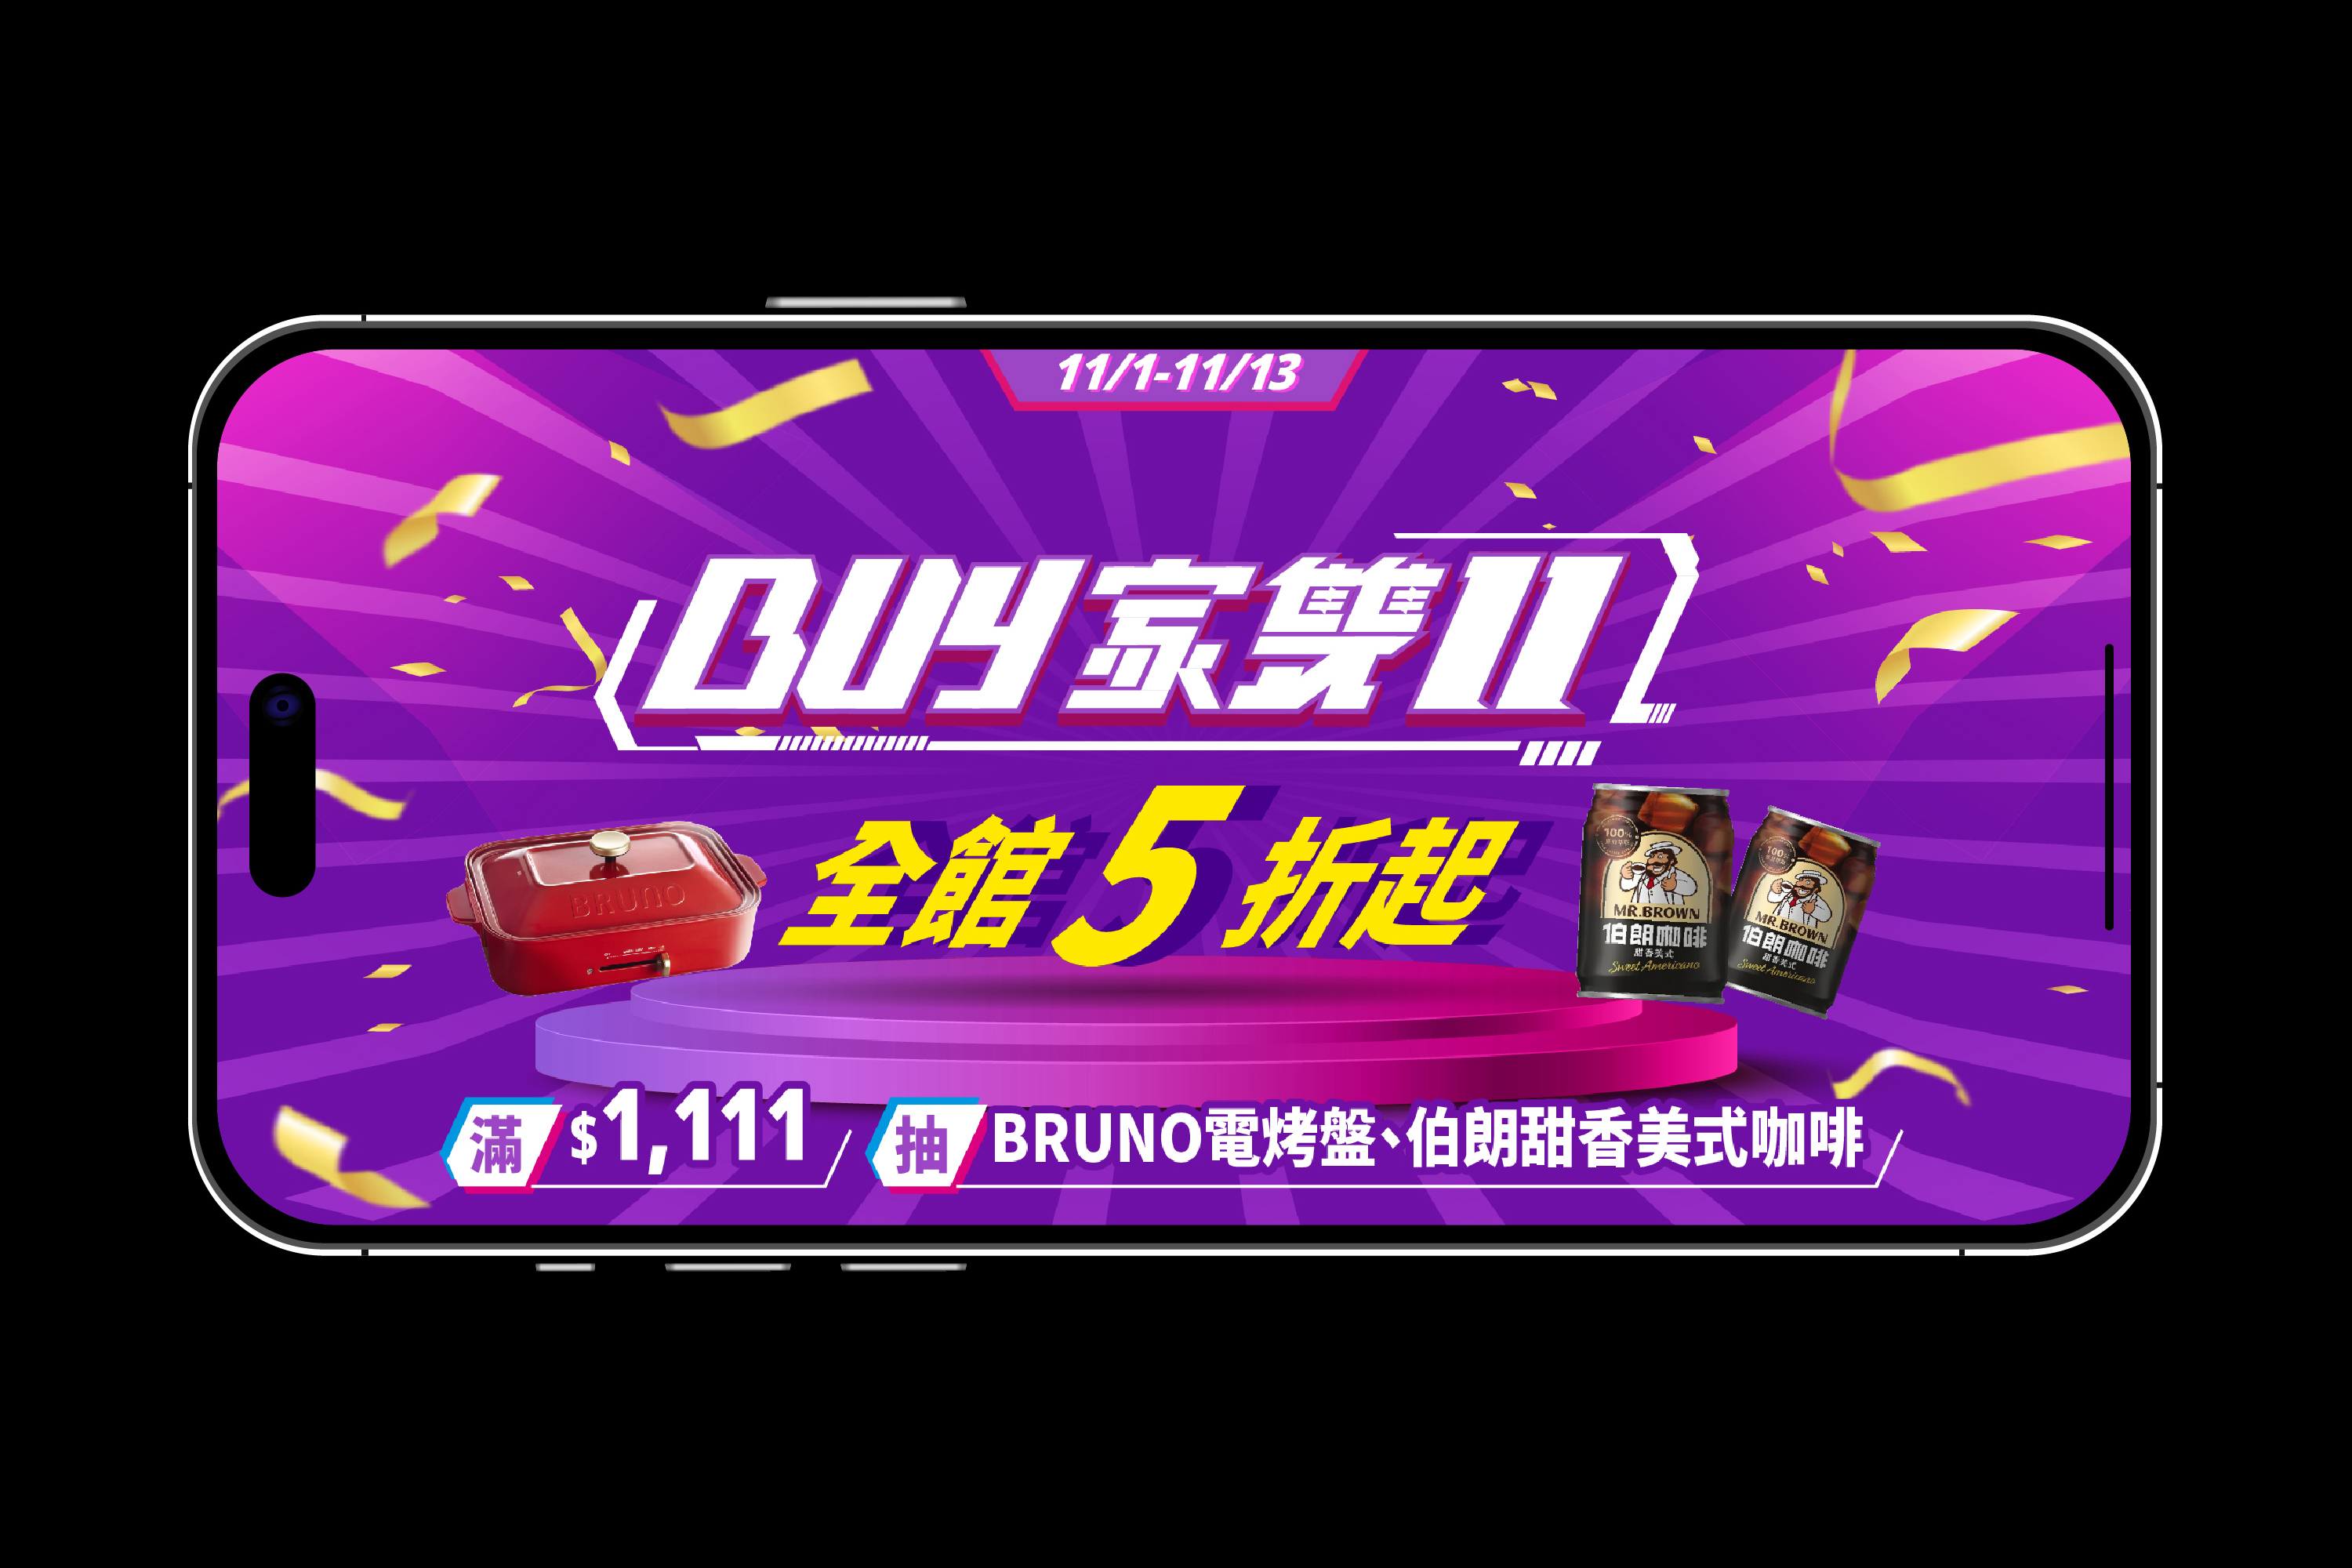 11/1-11/13
BUY家雙11
全館5折起
BRUNO
100%
MR.BROWN
伯朗咖啡
甜香美式
Sweet Americano
100%
MR.BROWN
伯朗咖啡
甜香美式
Sweet Americano
滿 $1,111 抽 BRUNO電烤盤、伯朗甜香美式咖啡